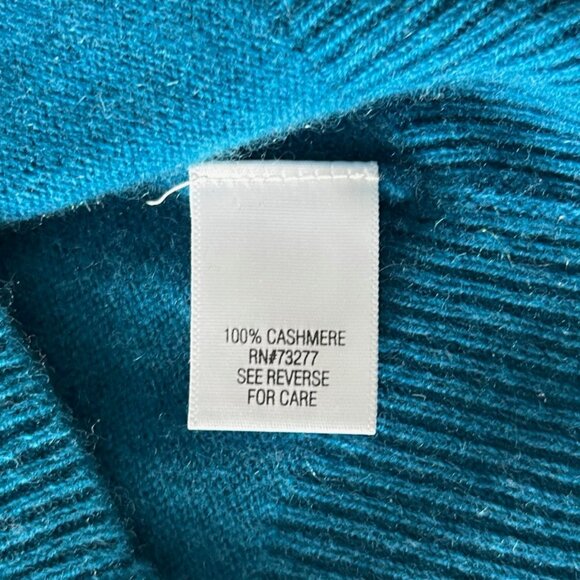 100% CASHMERE
RN#73277
SEE REVERSE
FOR CARE